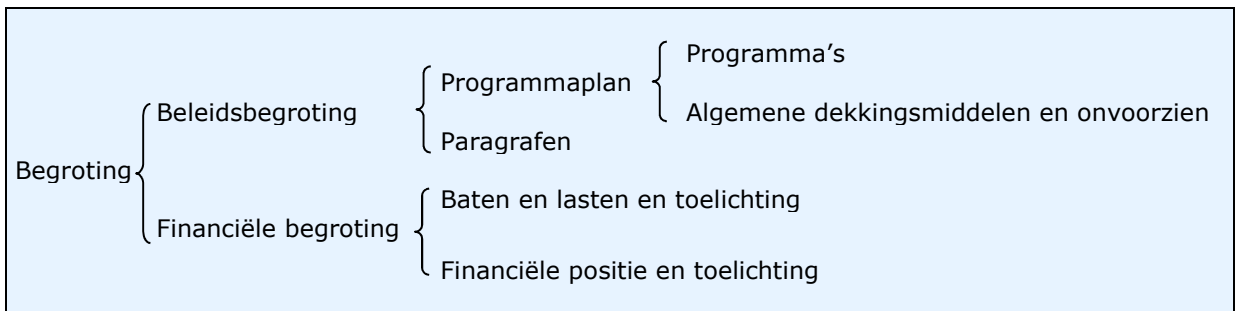 Programma’s
Programmaplan
Beleidsbegroting
Algemene dekkingsmiddelen en onvoorzien
Paragrafen
Begroting
Baten en lasten en toelichting
Financiële begroting
Financiële positie en toelichting